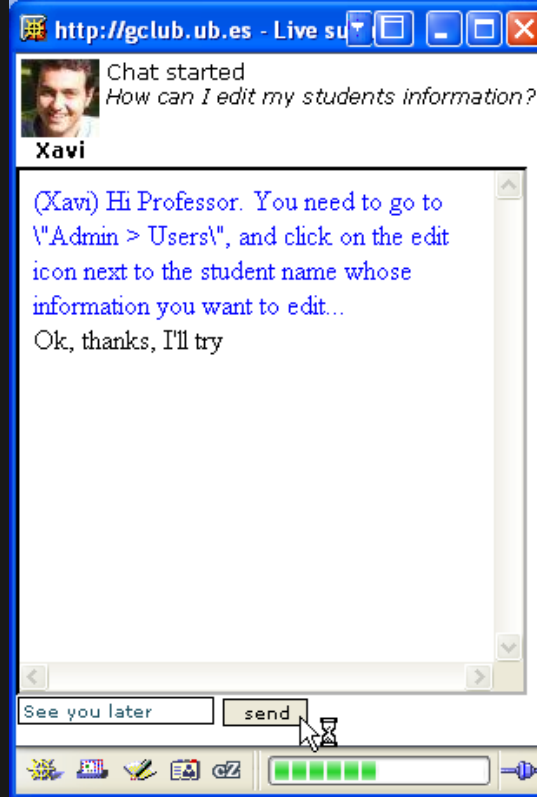 http://gclub.ub.es - Live su
Chat started
How can I edit my students information?
Xavi
(Xavi) Hi Professor. You need to go to
\"Admin > Users\", and click on the edit
icon next to the student name whose
information you want to edit...
Ok, thanks, I'll try
See you later
send
cZ